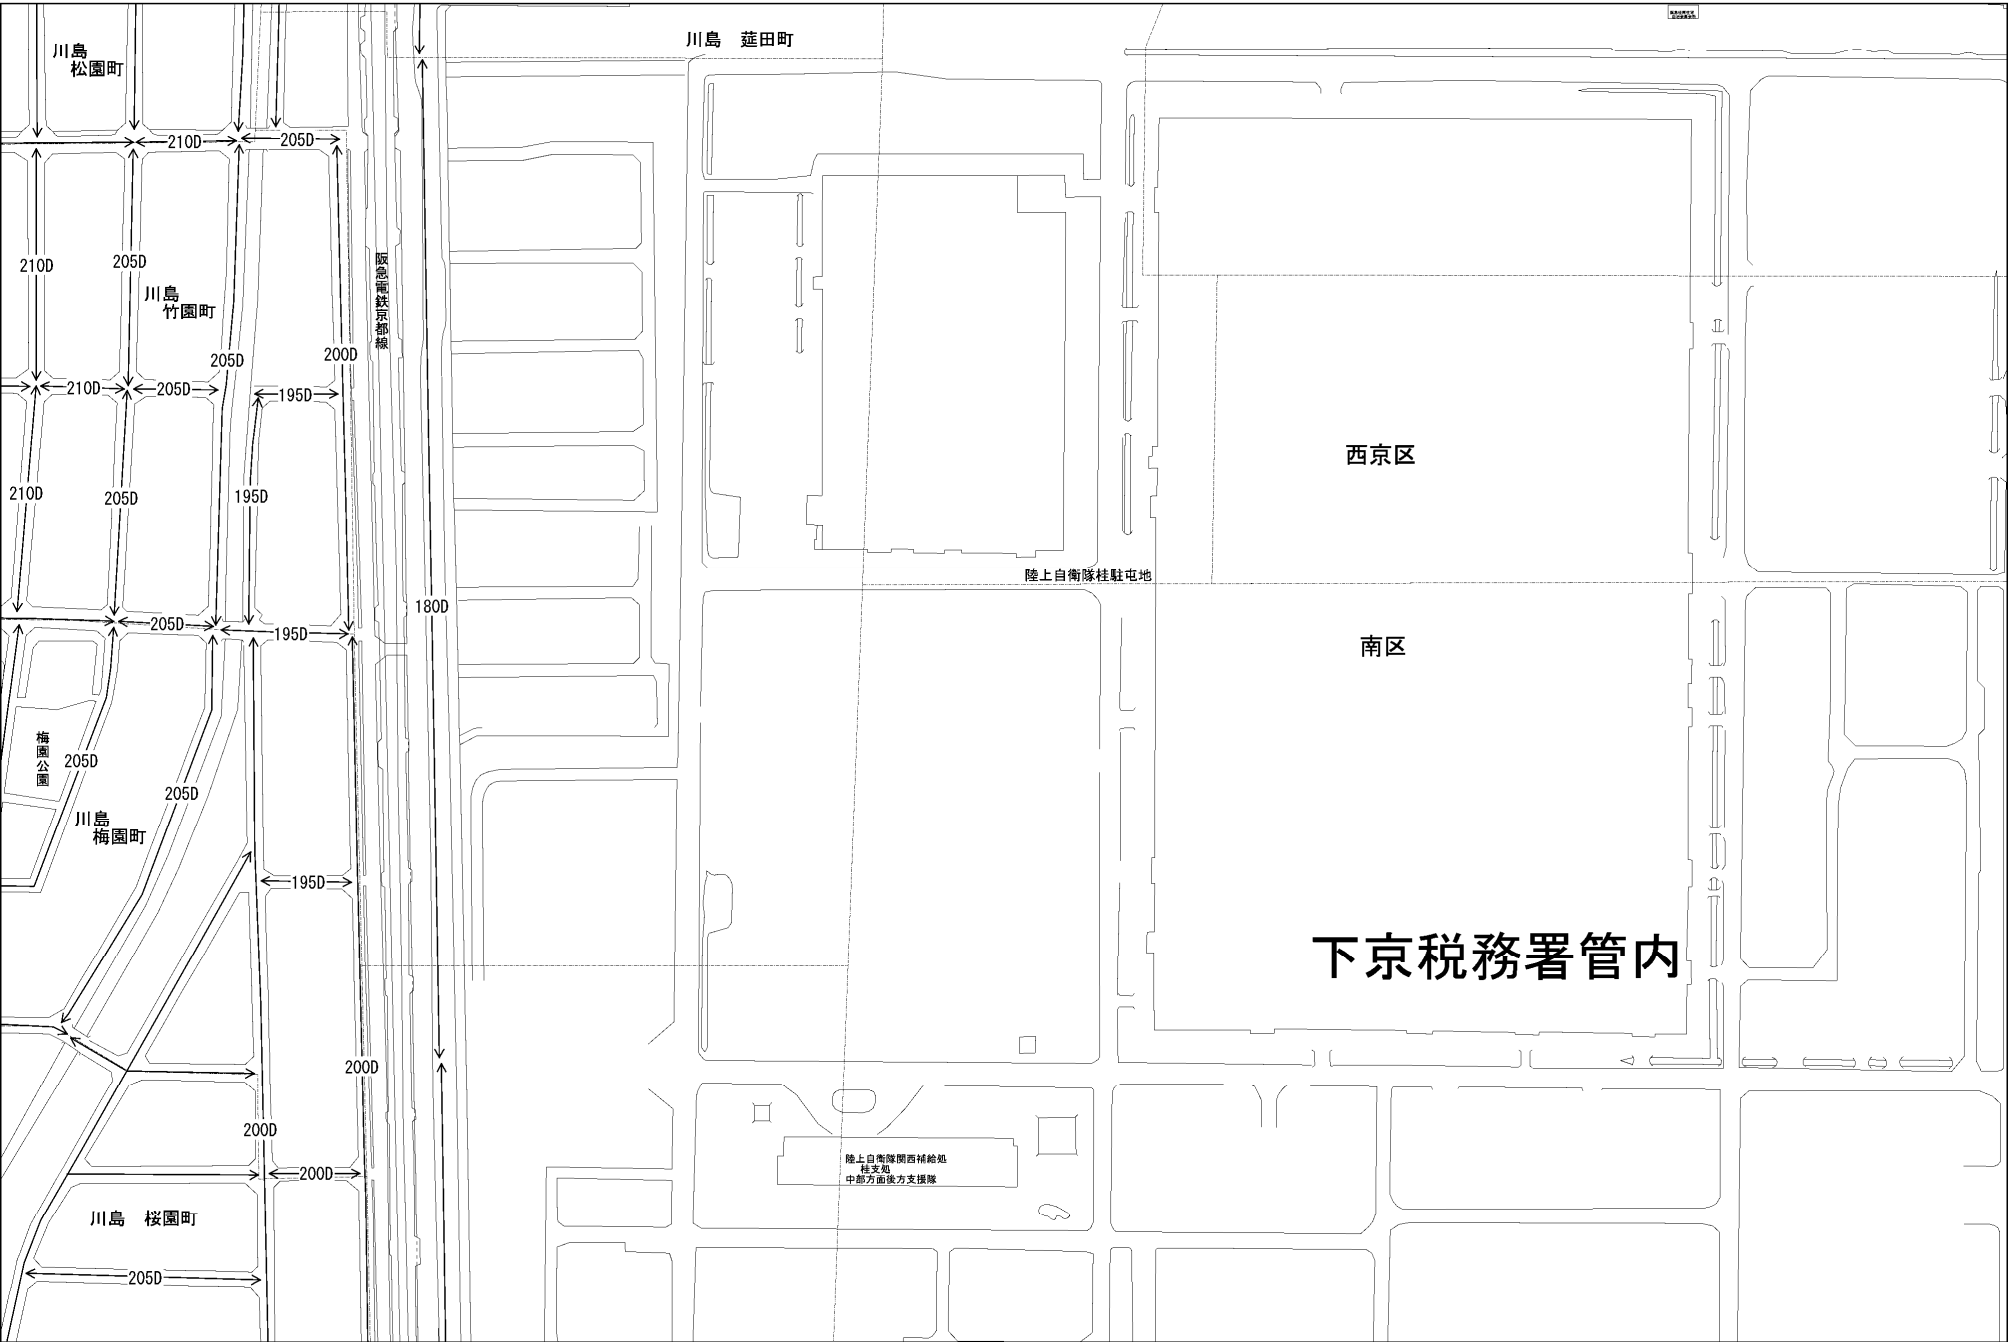 川島
松園町
川島　莚田町
210D
205D
210D
205D
川島
竹園町
阪急電鉄京都線
205D
200D
210D
205D
195D
210D
205D
195D
西京区
陸上自衛隊桂駐屯地
180D
205D
195D
南区
梅園公園
205D
205D
川島
梅園町
195D
下京税務署管内
200D
200D
200D
陸上自衛隊関西補給処
桂支処
中部方面後方支援隊
川島　桜園町
205D